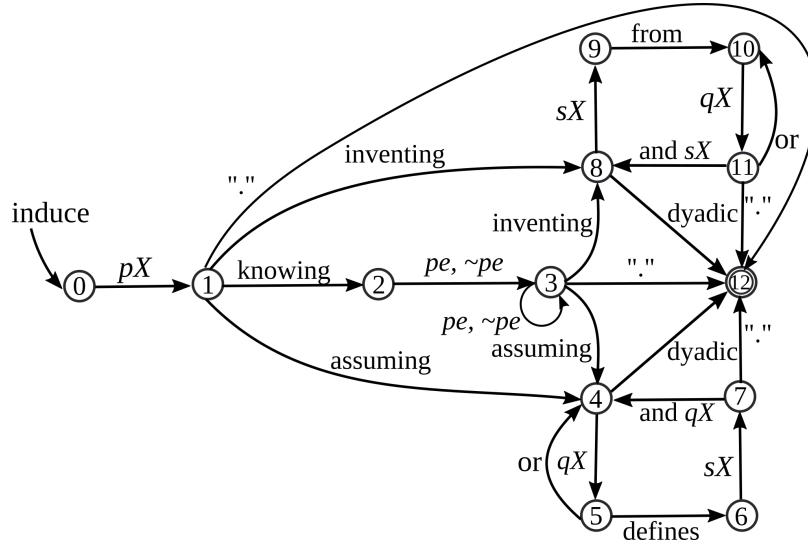 9
from
10
sX
qX
or
inventing
8
and sX
11
"."
induce
inventing
dyadic
"."
0
pX
1
knowing
2
pe, ~pe
3
"."
12
pe, ~pe
assuming
assuming
dyadic
"."
4
and qX
7
or
qX
sX
5
defines
6